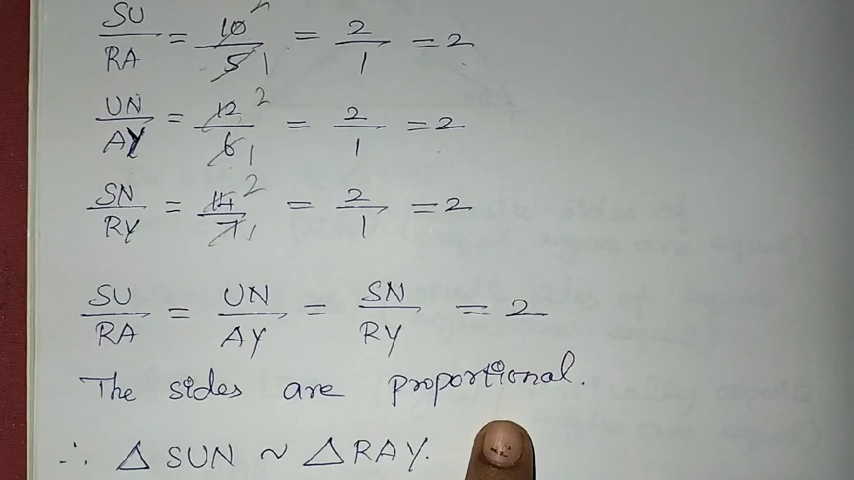 SU/RA = 10/5 = 2/1 = 2
UN/AY = 12/6 = 2/1 = 2
SN/RY = 14/7 = 2/1 = 2
SU/RA = UN/AY = SN/RY = 2
The sides are proportional.
∴ △ SUN ~ △ RAY.